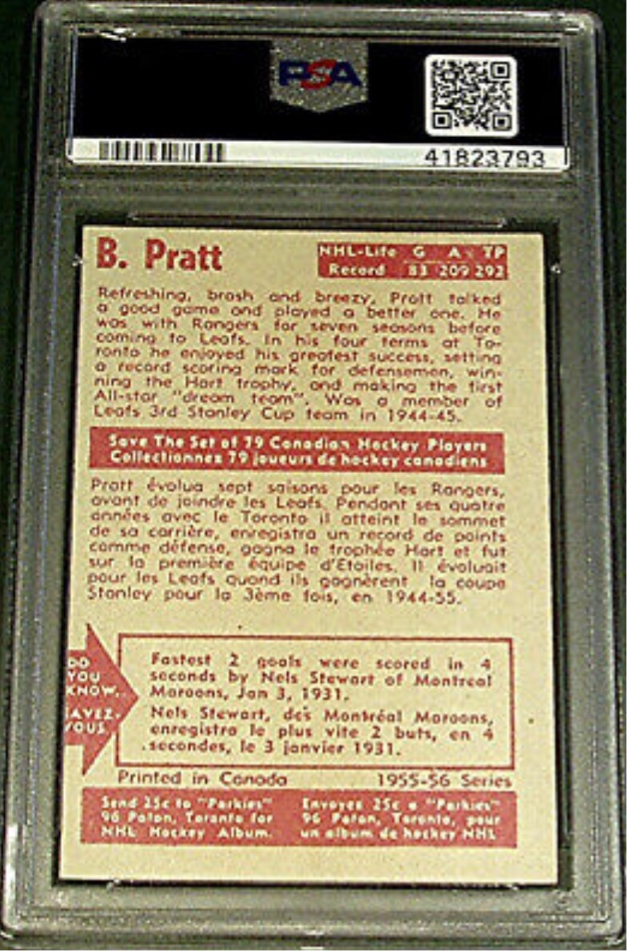 PSA
41823793
B. Pratt
NHL-Life G A TP
Record 83 209 292
Refreshing, brash and breezy, Pratt talked
a good game and played a better one. He
was with Rangers for seven seasons before
coming to Leafs. In his four terms at To-
ronto he enjoyed his greatest success, setting
a record scoring mark for defensemen, win-
ning the Hart trophy, and making the first
All-star "dream team". Was a member of
Leafs 3rd Stanley Cup team in 1944-45.
Save The Set of 79 Canadian Hockey Players
Collectionnez 79 joueurs de hockey canadiens
Pratt évolua sept saisons pour les Rangers,
avant de joindre les Leafs. Pendant ses quatre
années avec le Toronto il atteint le sommet
de sa carrière, enregistra un record de points
comme défense, gagna le trophée Hart et fut
sur la première équipe d'Etoiles. Il évoluait
pour les Leafs quand ils gagnèrent la coupe
Stanley pour la 3ème fois, en 1944-55.
DO
YOU
KNOW..
AVEZ-
VOUS
Fastest 2 goals were scored in 4
seconds by Nels Stewart of Montreal
Maroons, Jan 3, 1931.
Nels Stewart, des Montréal Maroons,
enregistra le plus vite 2 buts, en 4
secondes, le 3 janvier 1931.
Printed in Canada 1955-56 Series
Send 25c to "Parkies"
96 Paton, Toronto for
NHL Hockey Album.
Envoyez 25c a "Parkies"
96 Paton, Toronto, pour
un album de hockey NHL